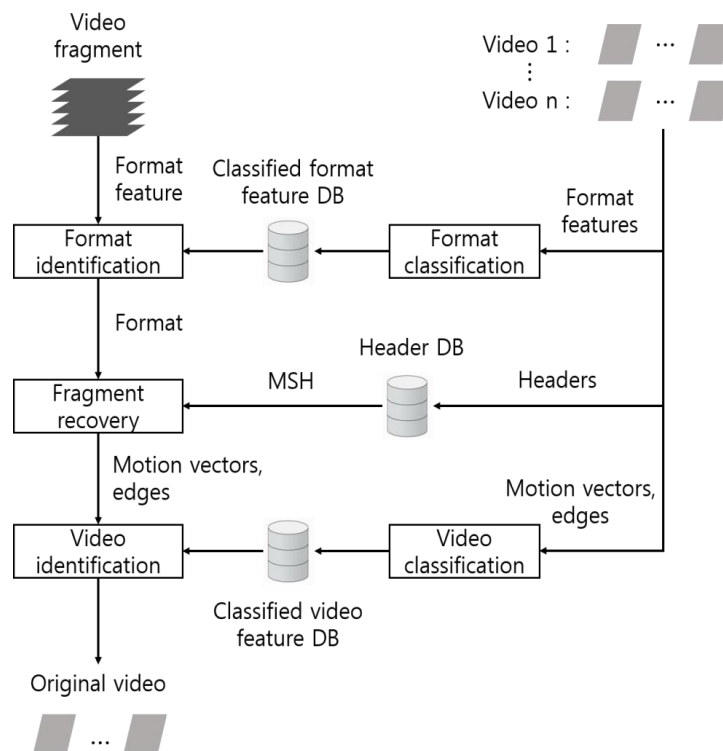 Video
fragment
Video 1 : ...
⋮
Video n : ...
Format
feature
Classified format
feature DB
Format
features
Format
identification
Format
classification
Format
Header DB
MSH
Headers
Fragment
recovery
Motion vectors,
edges
Motion vectors,
edges
Video
identification
Video
classification
Classified video
feature DB
Original video
...